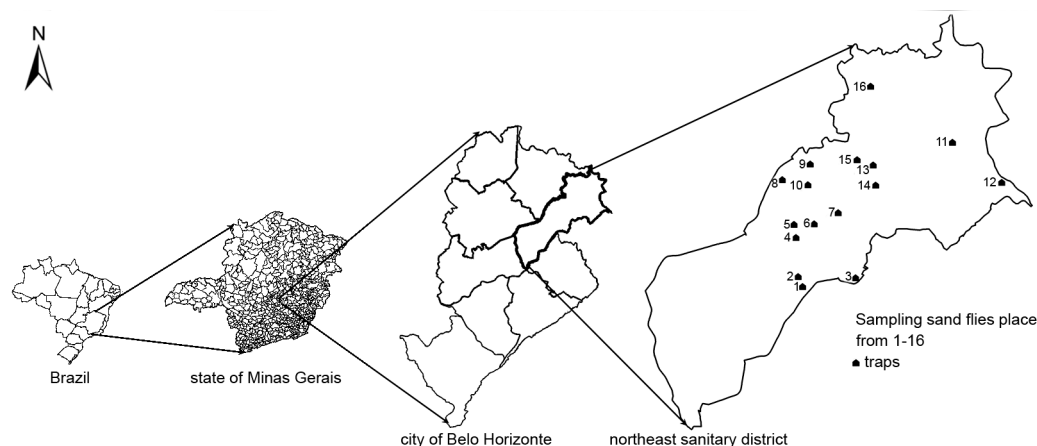 N
16
11
15
13
9
8
10
14
12
7
5
6
4
2
1
3
Sampling sand flies place
from 1-16
traps
Brazil
state of Minas Gerais
city of Belo Horizonte
northeast sanitary district